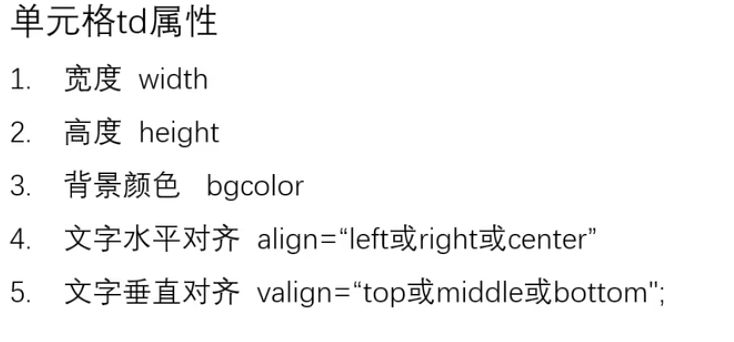 单元格td属性
1. 宽度 width
2. 高度 height
3. 背景颜色 bgcolor
4. 文字水平对齐 align=“left或right或center”
5. 文字垂直对齐 valign=“top或middle或bottom";